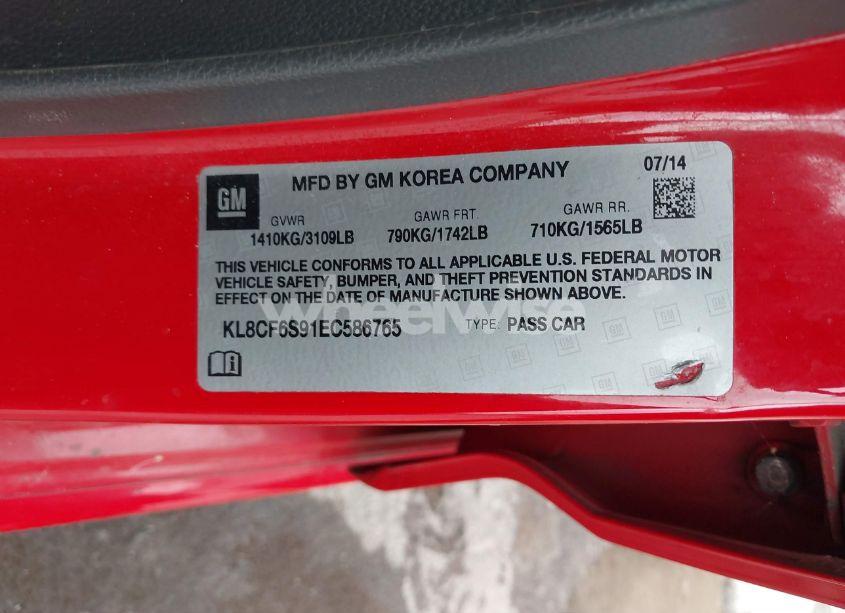 GM
MFD BY GM KOREA COMPANY
07/14
GVWR
GAWR FRT.
GAWR RR.
1410KG/3109LB
790KG/1742LB
710KG/1565LB
THIS VEHICLE CONFORMS TO ALL APPLICABLE U.S. FEDERAL MOTOR
VEHICLE SAFETY, BUMPER, AND THEFT PREVENTION STANDARDS IN
EFFECT ON THE DATE OF MANUFACTURE SHOWN ABOVE.
wheelwise
KL8CF6S91EC586765
TYPE: PASS CAR